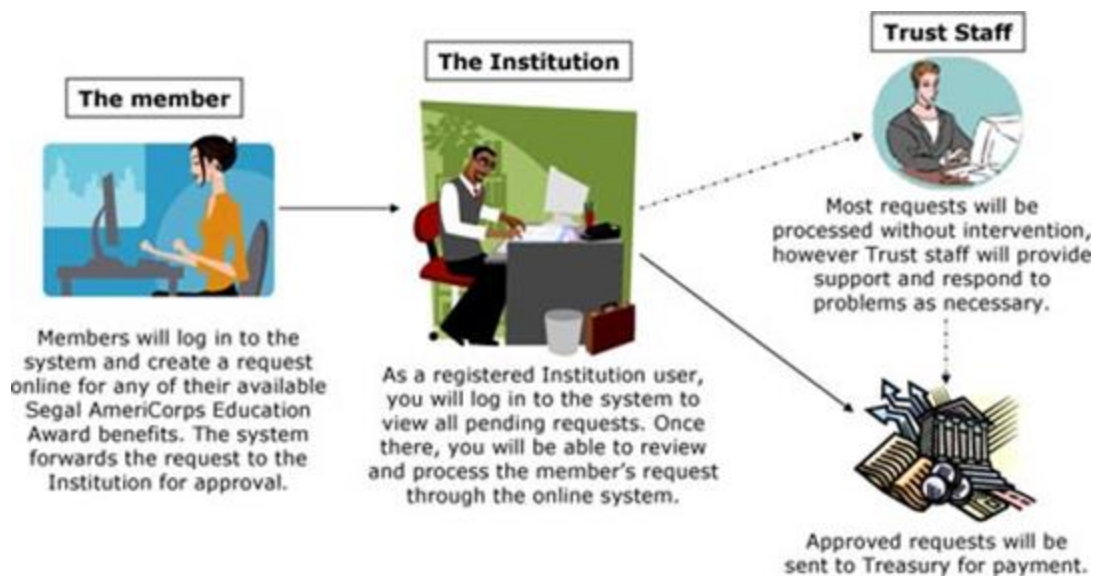 The member
Members will log in to the
system and create a request
online for any of their available
Segal AmeriCorps Education
Award benefits. The system
forwards the request to the
Institution for approval.
The Institution
As a registered Institution user,
you will log in to the system to
view all pending requests. Once
there, you will be able to review
and process the member's request
through the online system.
Trust Staff
Most requests will be
processed without intervention,
however Trust staff will provide
support and respond to
problems as necessary.
Approved requests will be
sent to Treasury for payment.